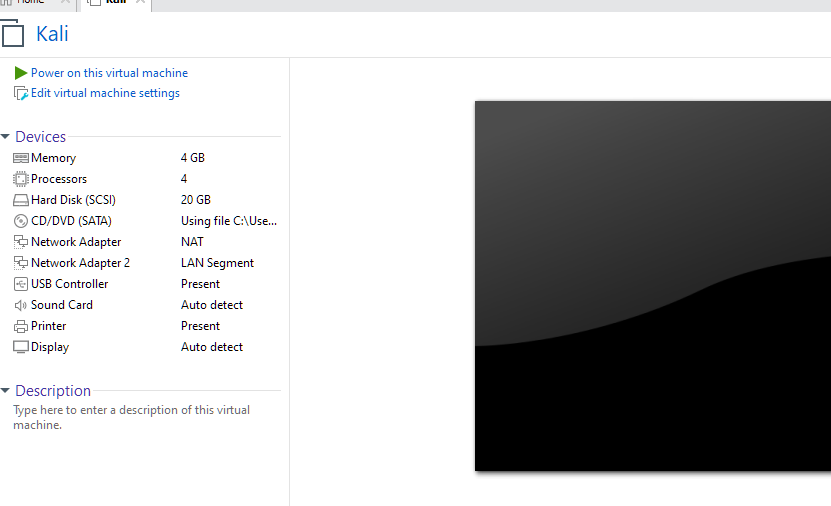 Home
Kali
Kali
Power on this virtual machine
Edit virtual machine settings
Devices
Memory 4 GB
Processors 4
Hard Disk (SCSI) 20 GB
CD/DVD (SATA) Using file C:\Use...
Network Adapter NAT
Network Adapter 2 LAN Segment
USB Controller Present
Sound Card Auto detect
Printer Present
Display Auto detect
Description
Type here to enter a description of this virtual
machine.